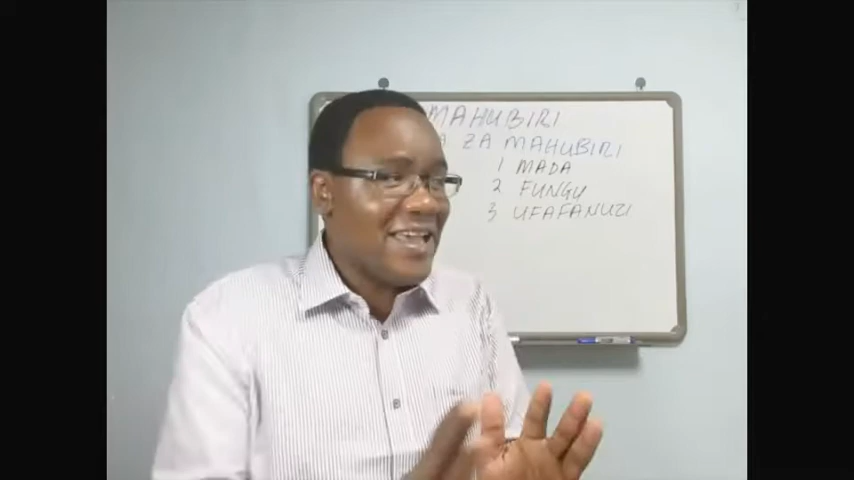 MAHUBIRI
ZA MAHUBIRI
1 MADA
2 FUNGU
3 UFAFANUZI